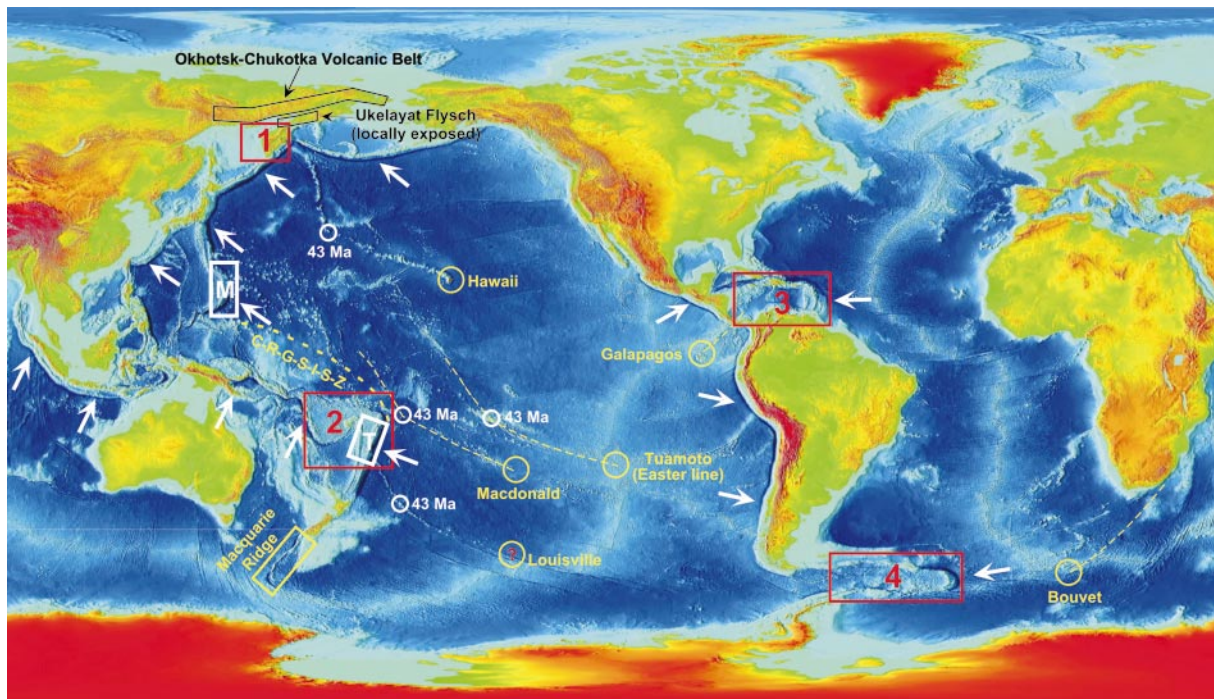 Okhotsk-Chukotka Volcanic Belt
Ukelayat Flysch
(locally exposed)
1
43 Ma
Hawaii
M
C-R-G-S-I-S-Z
3
Galapagos
2
43 Ma
43 Ma
T
Tuamoto
(Easter line)
Macdonald
43 Ma
Macquarie
Ridge
?
Louisville
4
Bouvet